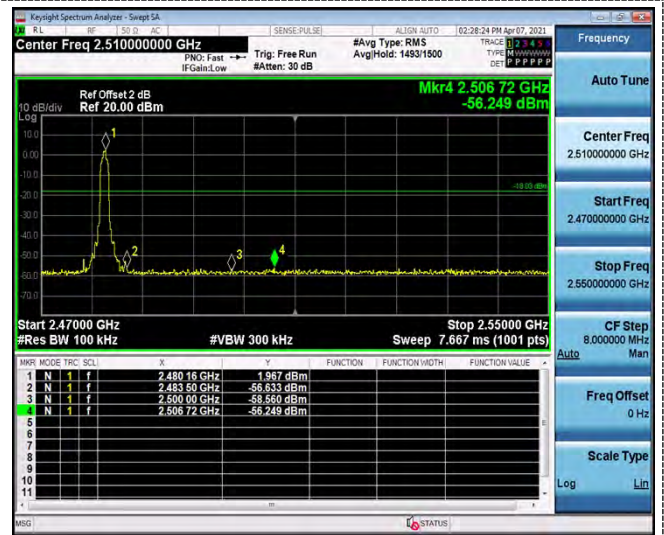 Keysight Spectrum Analyzer - Swept SA
RL RF 50 Ω AC SENSE:PULSE ALIGN AUTO 02:28:24 PM Apr 07, 2021
Center Freq 2.510000000 GHz
PNO: Fast
IFGain:Low
Trig: Free Run
#Atten: 30 dB
#Avg Type: RMS
Avg|Hold: 1493/1500
TRACE 1 2 3 4 5 6
TYPE M WWWWW
DET P P P P P P
Frequency
Auto Tune
Center Freq
2.510000000 GHz
Start Freq
2.470000000 GHz
Stop Freq
2.550000000 GHz
CF Step
8.000000 MHz
Auto Man
Freq Offset
0 Hz
Scale Type
Log Lin
Mkr4 2.506 72 GHz
-56.249 dBm
Ref Offset 2 dB
10 dB/div Ref 20.00 dBm
Log
10.0
0.00
-10.0
-20.0
-30.0
-40.0
-50.0
-60.0
-70.0
1
2
3
4
-18.03 dBm
Start 2.47000 GHz Stop 2.55000 GHz
#Res BW 100 kHz #VBW 300 kHz Sweep 7.667 ms (1001 pts)
MKR MODE TRC SCL X Y FUNCTION FUNCTION WIDTH FUNCTION VALUE
1 N 1 f 2.480 16 GHz 1.967 dBm
2 N 1 f 2.483 50 GHz -56.633 dBm
3 N 1 f 2.500 00 GHz -58.560 dBm
4 N 1 f 2.506 72 GHz -56.249 dBm
5
6
7
8
9
10
11
MSG STATUS